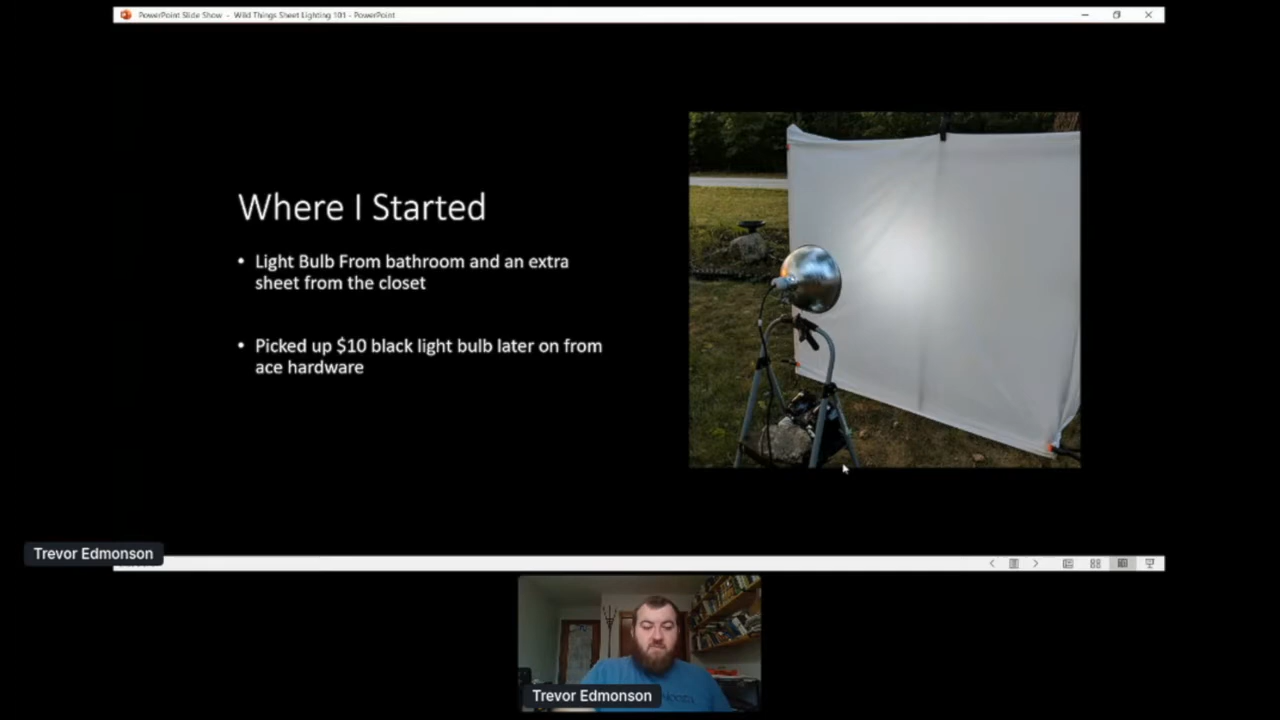 PowerPoint Slide Show - Wild Things Sheet Lighting 101 - PowerPoint
Where I Started
• Light Bulb From bathroom and an extra
sheet from the closet
• Picked up $10 black light bulb later on from
ace hardware
Trevor Edmonson
Trevor Edmonson